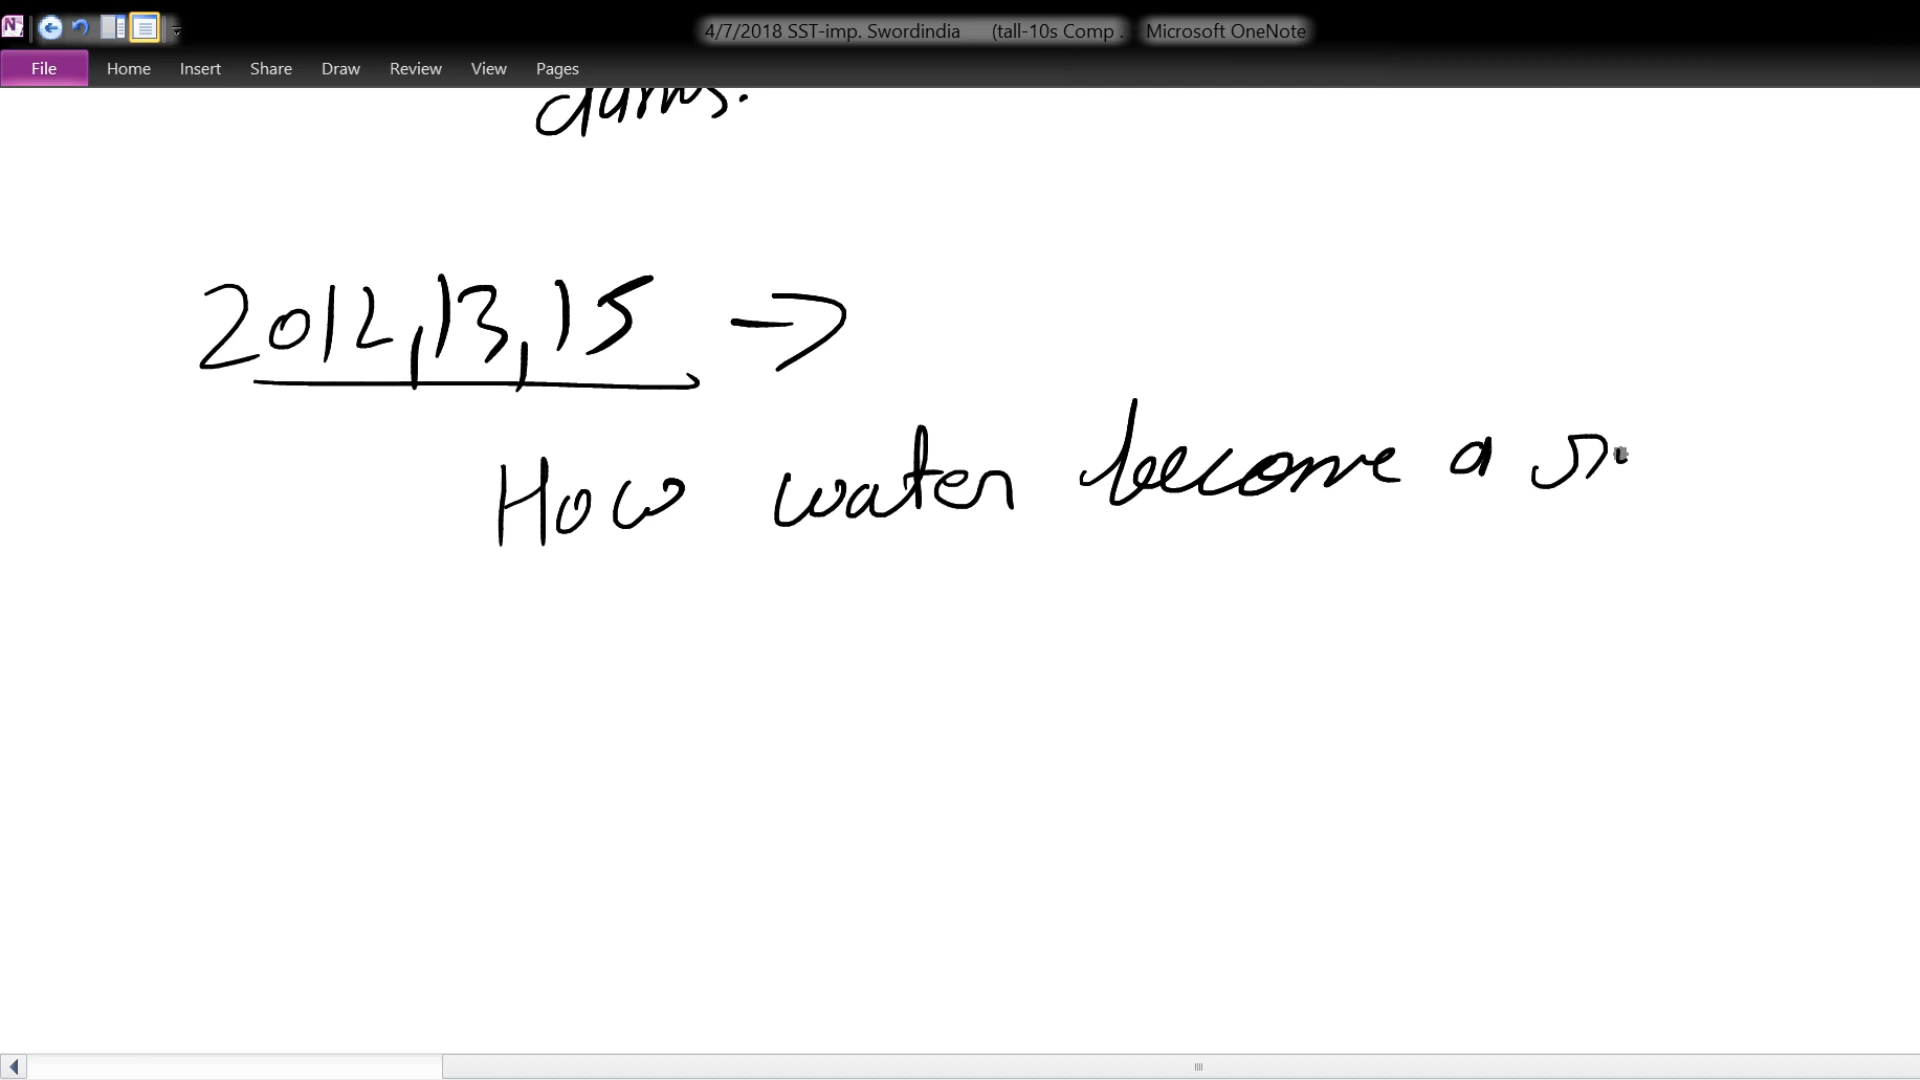 4/7/2018 SST-imp. Swordindia (tall-10s Comp . Microsoft OneNote
File Home Insert Share Draw Review View Pages
2012,13,15 →
How water become a